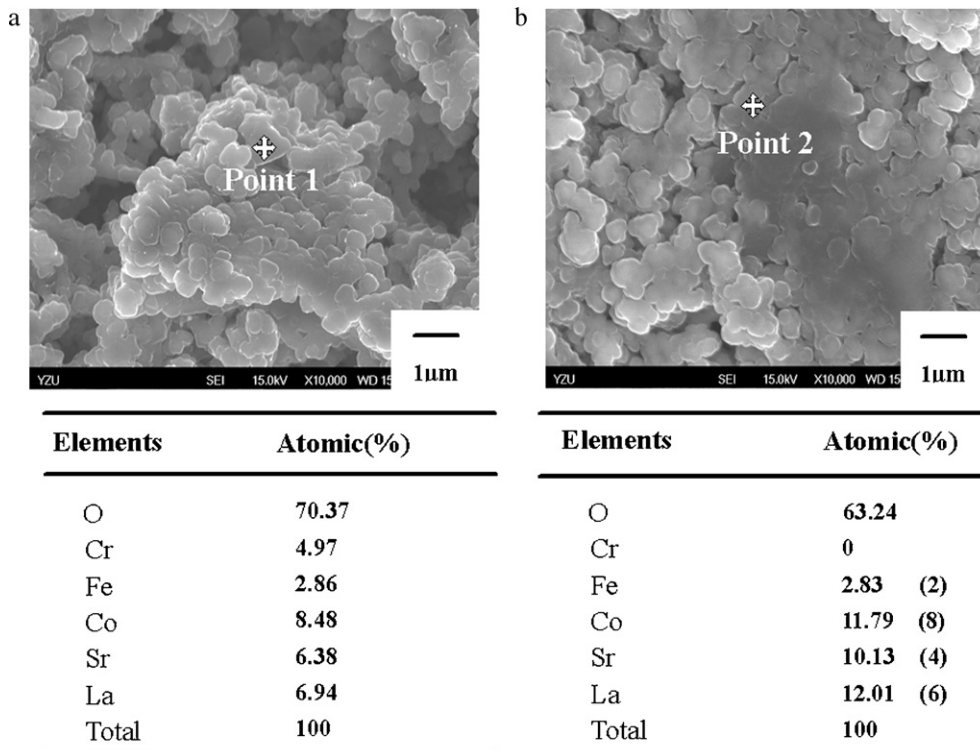 a
b
Point 1
Point 2
1μm
1μm
YZU SEI 15.0kV X10,000 WD 15
YZU SEI 15.0kV X10,000 WD 15
Elements Atomic(%)
O 70.37
Cr 4.97
Fe 2.86
Co 8.48
Sr 6.38
La 6.94
Total 100
Elements Atomic(%)
O 63.24
Cr 0
Fe 2.83 (2)
Co 11.79 (8)
Sr 10.13 (4)
La 12.01 (6)
Total 100